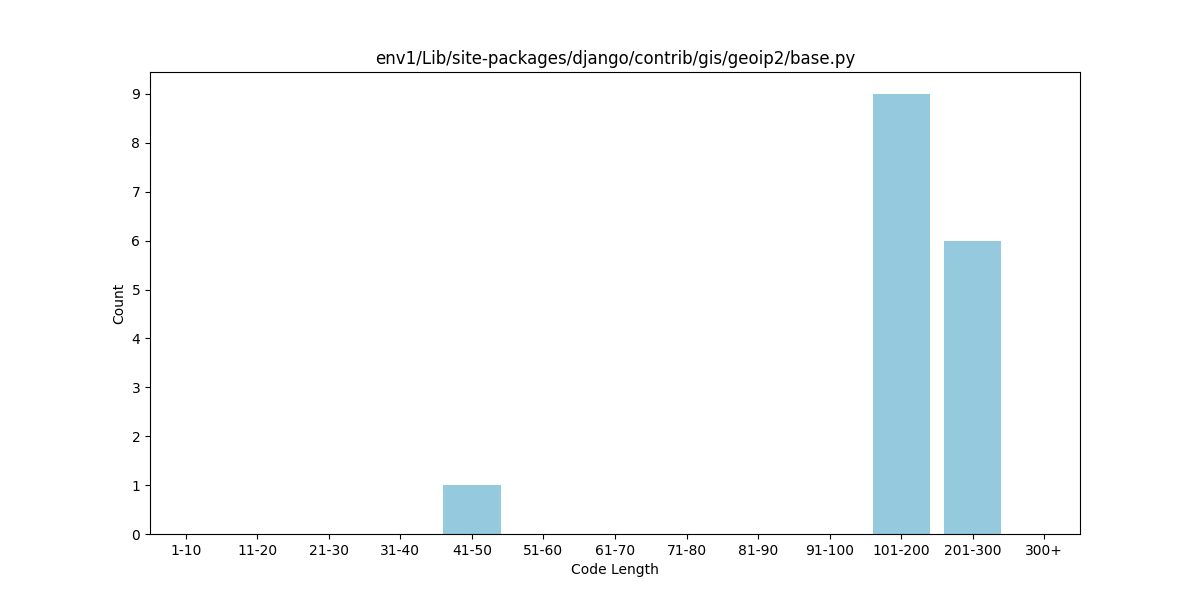 env1/Lib/site-packages/django/contrib/gis/geoip2/base.py
9
8
7
6
5
4
3
2
1
0
Count
1-10 11-20 21-30 31-40 41-50 51-60 61-70 71-80 81-90 91-100 101-200 201-300 300+
Code Length